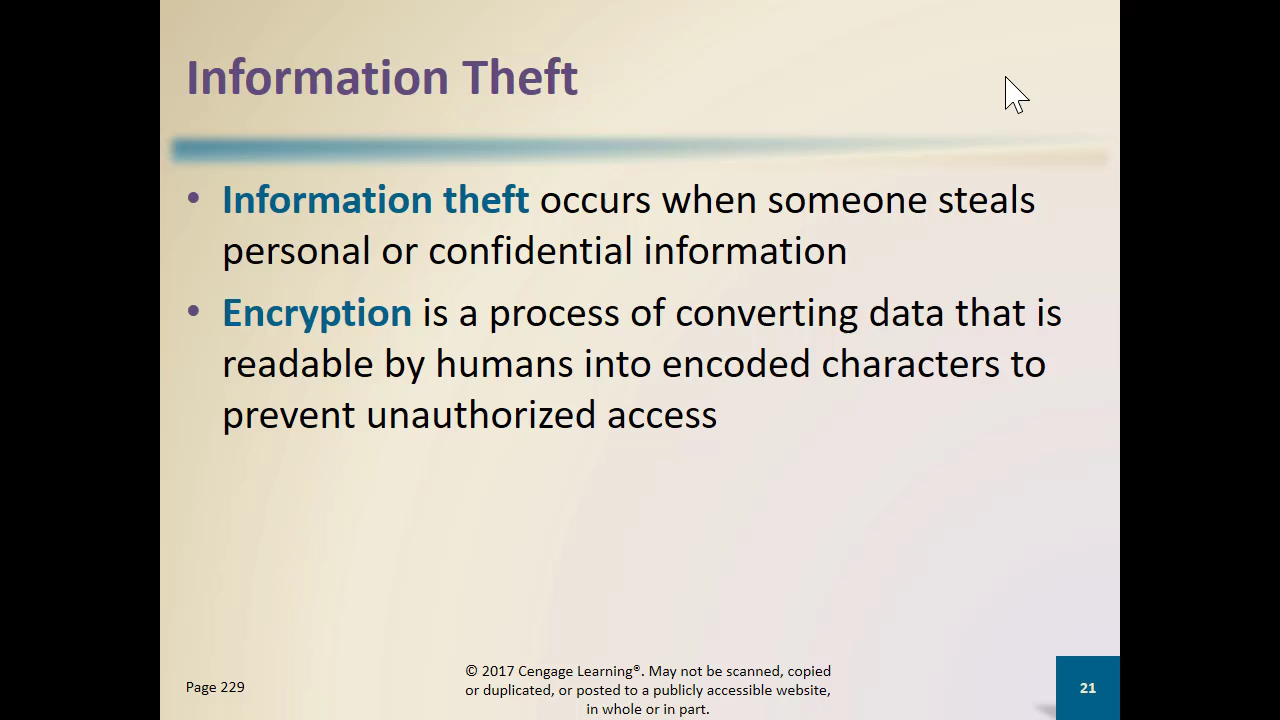 Information Theft
• Information theft occurs when someone steals
personal or confidential information
• Encryption is a process of converting data that is
readable by humans into encoded characters to
prevent unauthorized access
Page 229
© 2017 Cengage Learning®. May not be scanned, copied
or duplicated, or posted to a publicly accessible website,
in whole or in part.
21